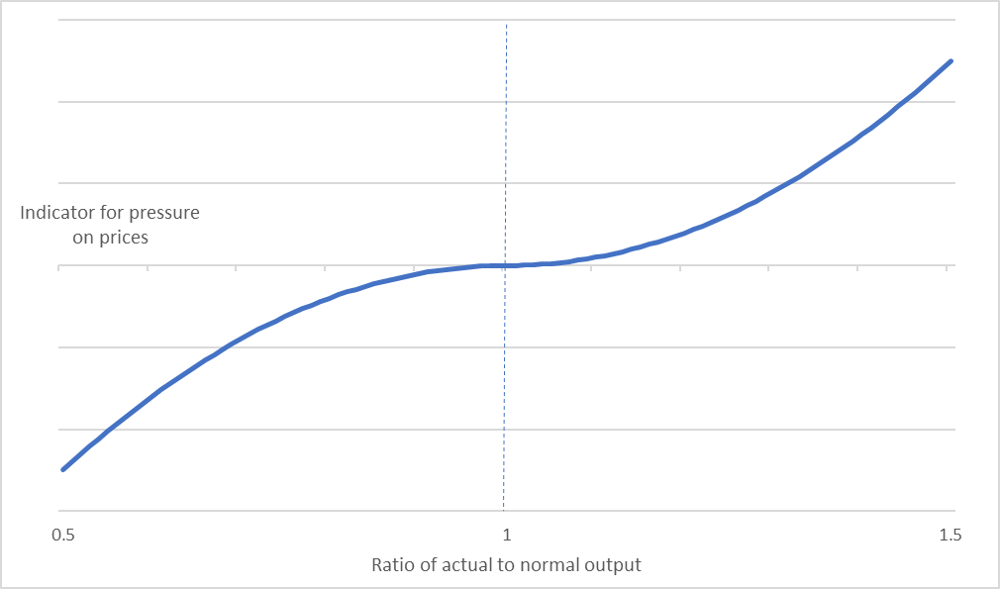 Indicator for pressure
on prices
0.5
1
1.5
Ratio of actual to normal output